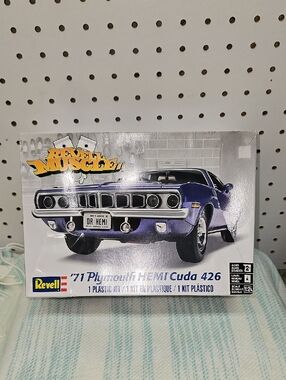 Revell
MUSCLE
DR HEMI
'71 Plymouth HEMI Cuda 426
1 PLASTIC KIT / 1 KIT EN PLASTIQUE / 1 KIT PLÁSTICO
Revell